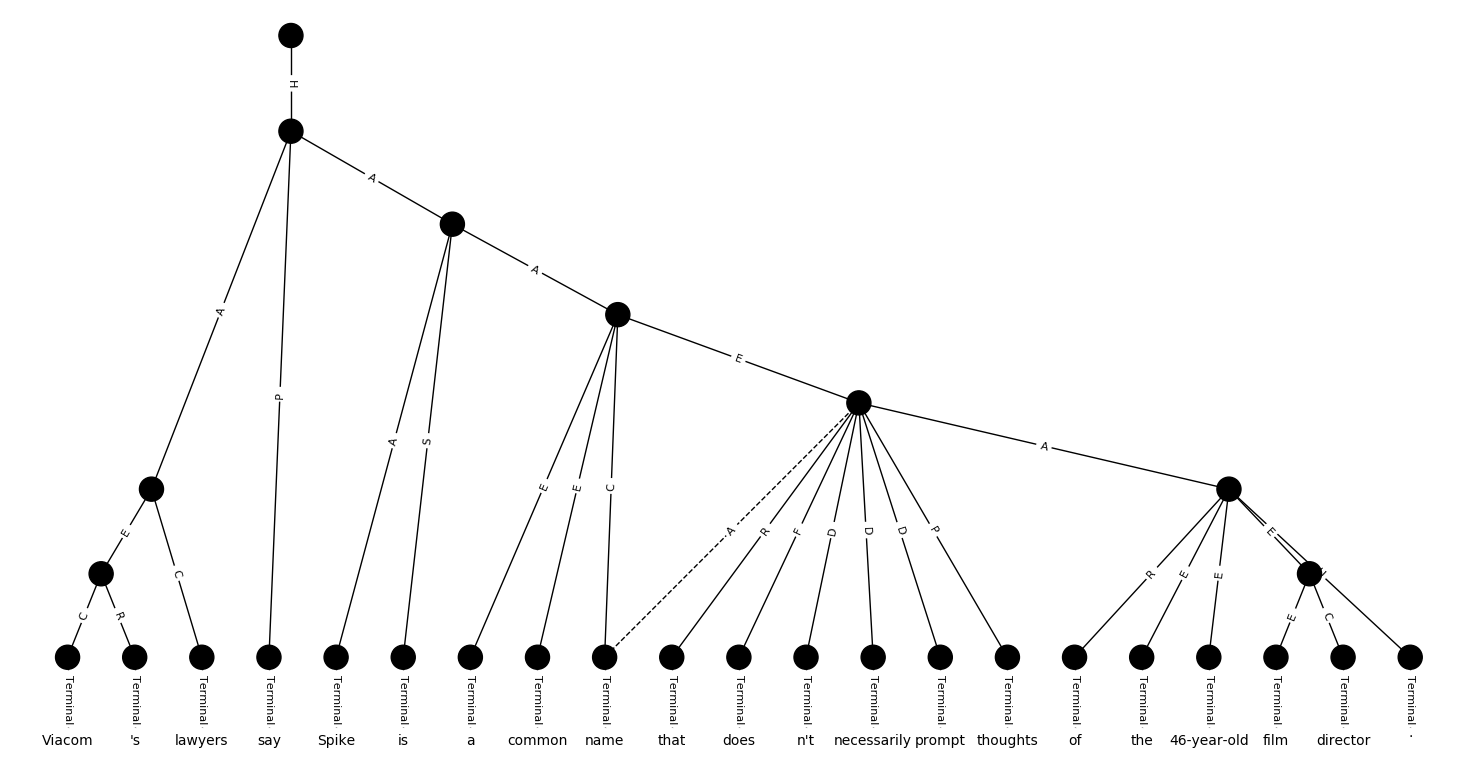 H
A
A
A
P
E
A
A
S
E
E
C
A
R
F
D
D
D
P
E
C
R
E
E
E
C
R
E
C
Terminal Terminal Terminal Terminal Terminal Terminal Terminal Terminal Terminal Terminal Terminal Terminal Terminal Terminal Terminal Terminal Terminal Terminal Terminal Terminal Terminal
Viacom 's lawyers say Spike is a common name that does n't necessarily prompt thoughts of the 46-year-old film director .